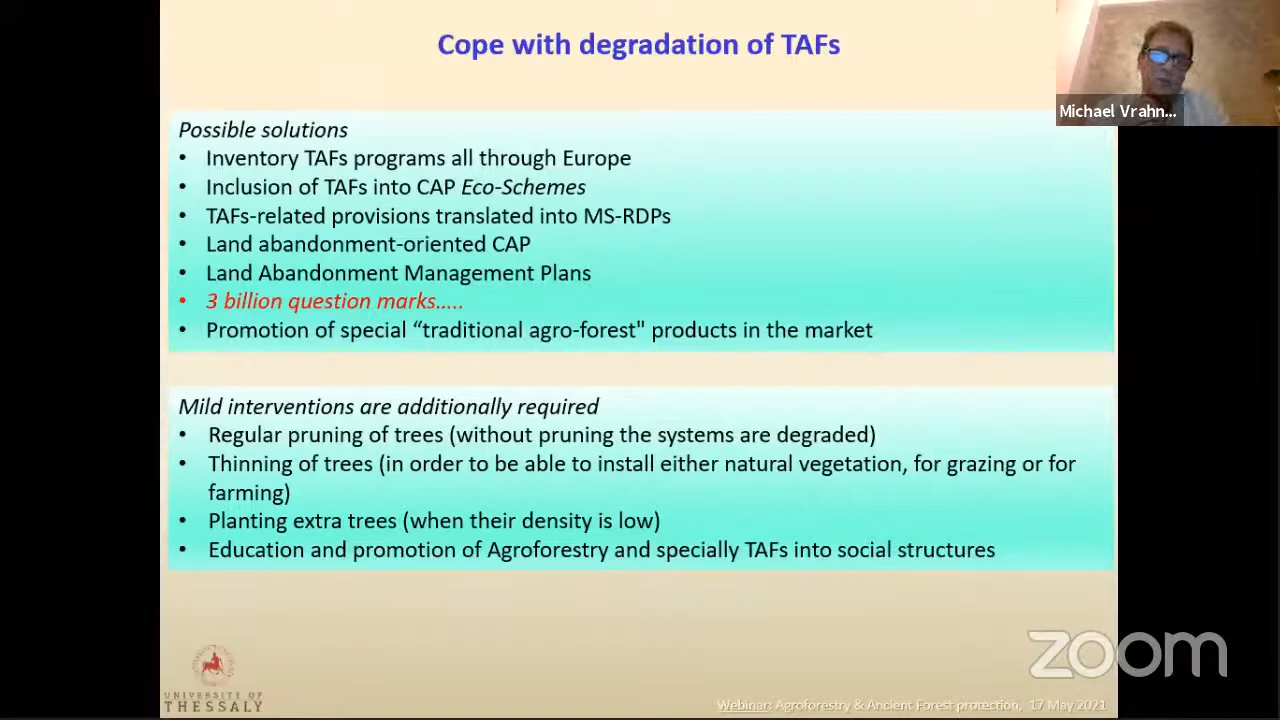 Cope with degradation of TAFs
Michael Vrahn...
Possible solutions
• Inventory TAFs programs all through Europe
• Inclusion of TAFs into CAP Eco-Schemes
• TAFs-related provisions translated into MS-RDPs
• Land abandonment-oriented CAP
• Land Abandonment Management Plans
• 3 billion question marks.....
• Promotion of special “traditional agro-forest" products in the market
Mild interventions are additionally required
• Regular pruning of trees (without pruning the systems are degraded)
• Thinning of trees (in order to be able to install either natural vegetation, for grazing or for
farming)
• Planting extra trees (when their density is low)
• Education and promotion of Agroforestry and specially TAFs into social structures
zoom
UNIVERSITY OF
THESSALY
Webinar: Agroforestry & Ancient Forest protection, 17 May 2021